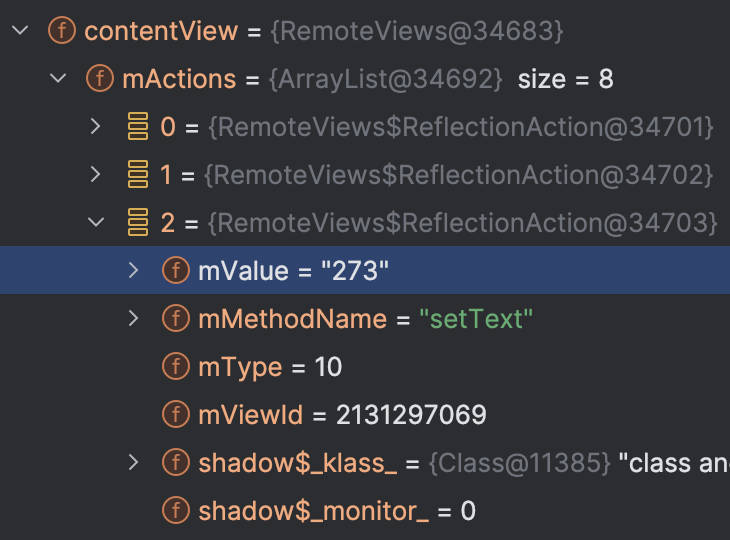 contentView = {RemoteViews@34683}
mActions = {ArrayList@34692} size = 8
0 = {RemoteViews$ReflectionAction@34701}
1 = {RemoteViews$ReflectionAction@34702}
2 = {RemoteViews$ReflectionAction@34703}
mValue = "273"
mMethodName = "setText"
mType = 10
mViewId = 2131297069
shadow$_klass_ = {Class@11385} "class an
shadow$_monitor_ = 0